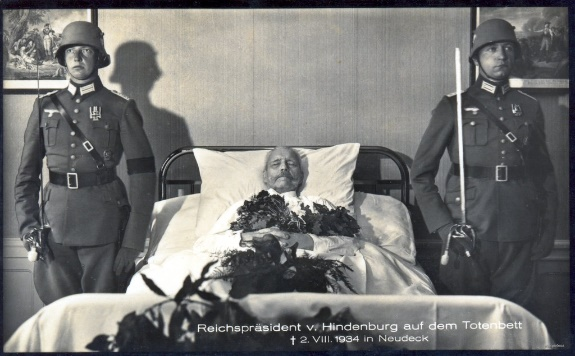 Reichspräsident v. Hindenburg auf dem Totenbett
† 2. VIII. 1934 in Neudeck